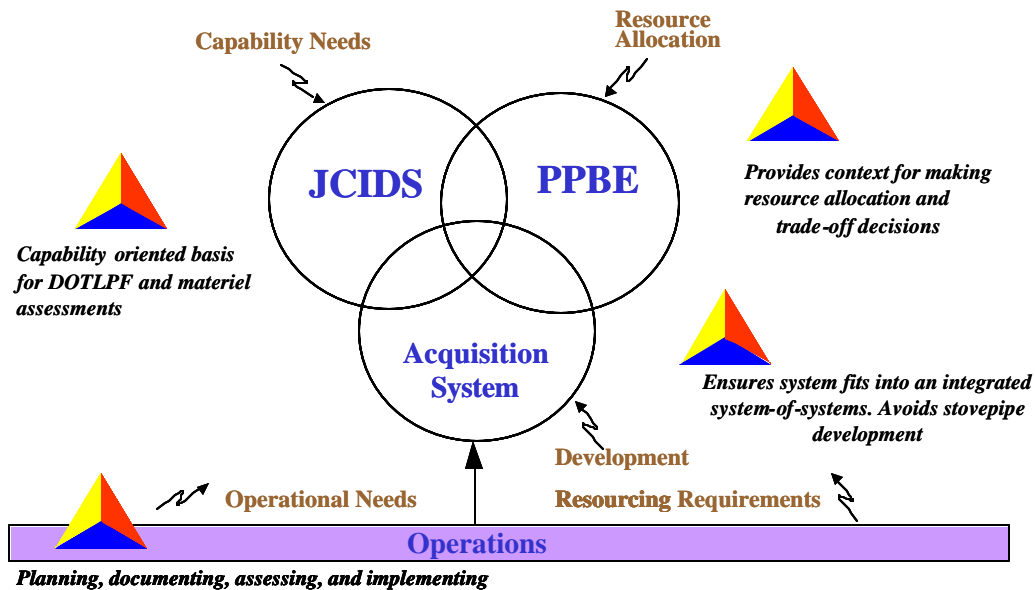 Resource
Allocation
Capability Needs
JCIDS
PPBE
Provides context for making
resource allocation and
trade-off decisions
Capability oriented basis
for DOTLPF and materiel
assessments
Acquisition
System
Ensures system fits into an integrated
system-of-systems. Avoids stovepipe
development
Development
Operational Needs
Resourcing Requirements
Operations
Planning, documenting, assessing, and implementing